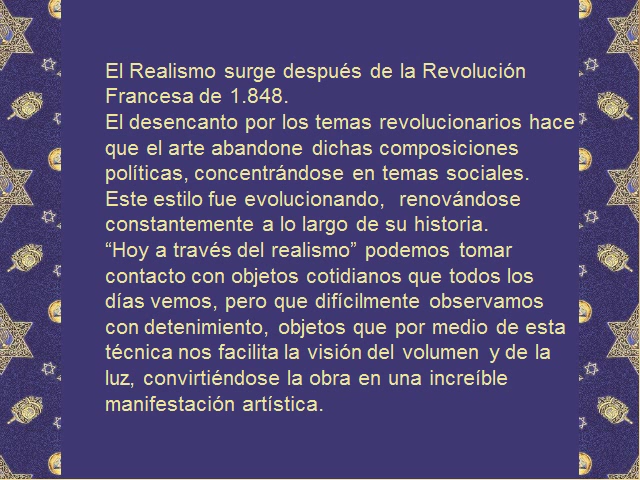 El Realismo surge después de la Revolución
Francesa de 1.848.
El desencanto por los temas revolucionarios hace
que el arte abandone dichas composiciones
políticas, concentrándose en temas sociales.
Este estilo fue evolucionando, renovándose
constantemente a lo largo de su historia.
“Hoy a través del realismo” podemos tomar
contacto con objetos cotidianos que todos los
días vemos, pero que difícilmente observamos
con detenimiento, objetos que por medio de esta
técnica nos facilita la visión del volumen y de la
luz, convirtiéndose la obra en una increíble
manifestación artística.